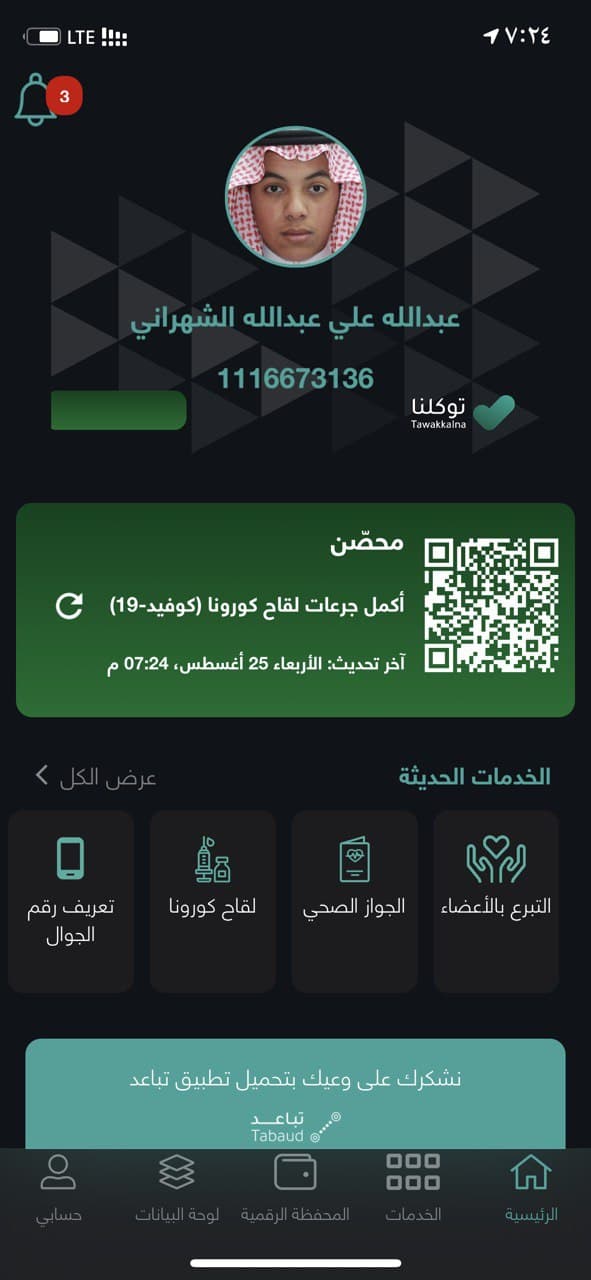 LTE
٧:٢٤
3
عبدالله علي عبدالله الشهراني
1116673136
توكلنا
Tawakkalna
محصّن
أكمل جرعات لقاح كورونا (كوفيد-19)
آخر تحديث: الأربعاء 25 أغسطس، 07:24 م
الخدمات الحديثة
عرض الكل
التبرع بالأعضاء
الجواز الصحي
لقاح كورونا
تعريف رقم
الجوال
نشكرك على وعيك بتحميل تطبيق تباعد
تباعـــد
Tabaud
الرئيسية
الخدمات
المحفظة الرقمية
لوحة البيانات
حسابي